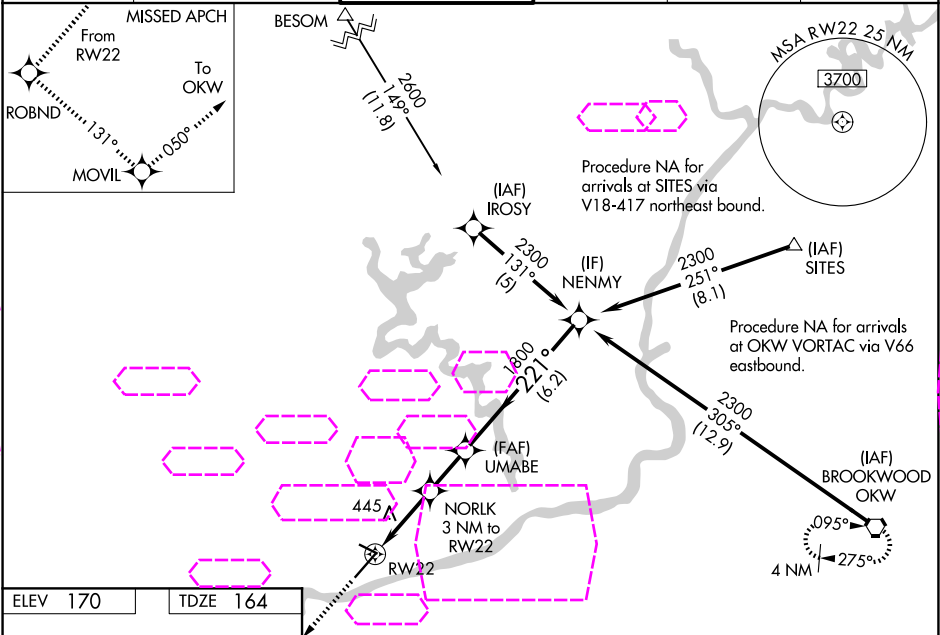 MISSED APCH
From
RW22
To
OKW
ROBND
131°
050°
MOVIL
BESOM
2600
149°
(11.8)
MSA RW22 25 NM
3700
Procedure NA for
arrivals at SITES via
V18-417 northeast bound.
(IAF)
IROSY
2300
131°
(5)
(IF)
NENMY
2300
251°
(8.1)
(IAF)
SITES
Procedure NA for arrivals
at OKW VORTAC via V66
eastbound.
1800
221°
(6.2)
2300
305°
(12.9)
(FAF)
UMABE
(IAF)
BROOKWOOD
OKW
445
NORLK
3 NM to
RW22
RW22
095°
275°
4 NM
ELEV 170
TDZE 164